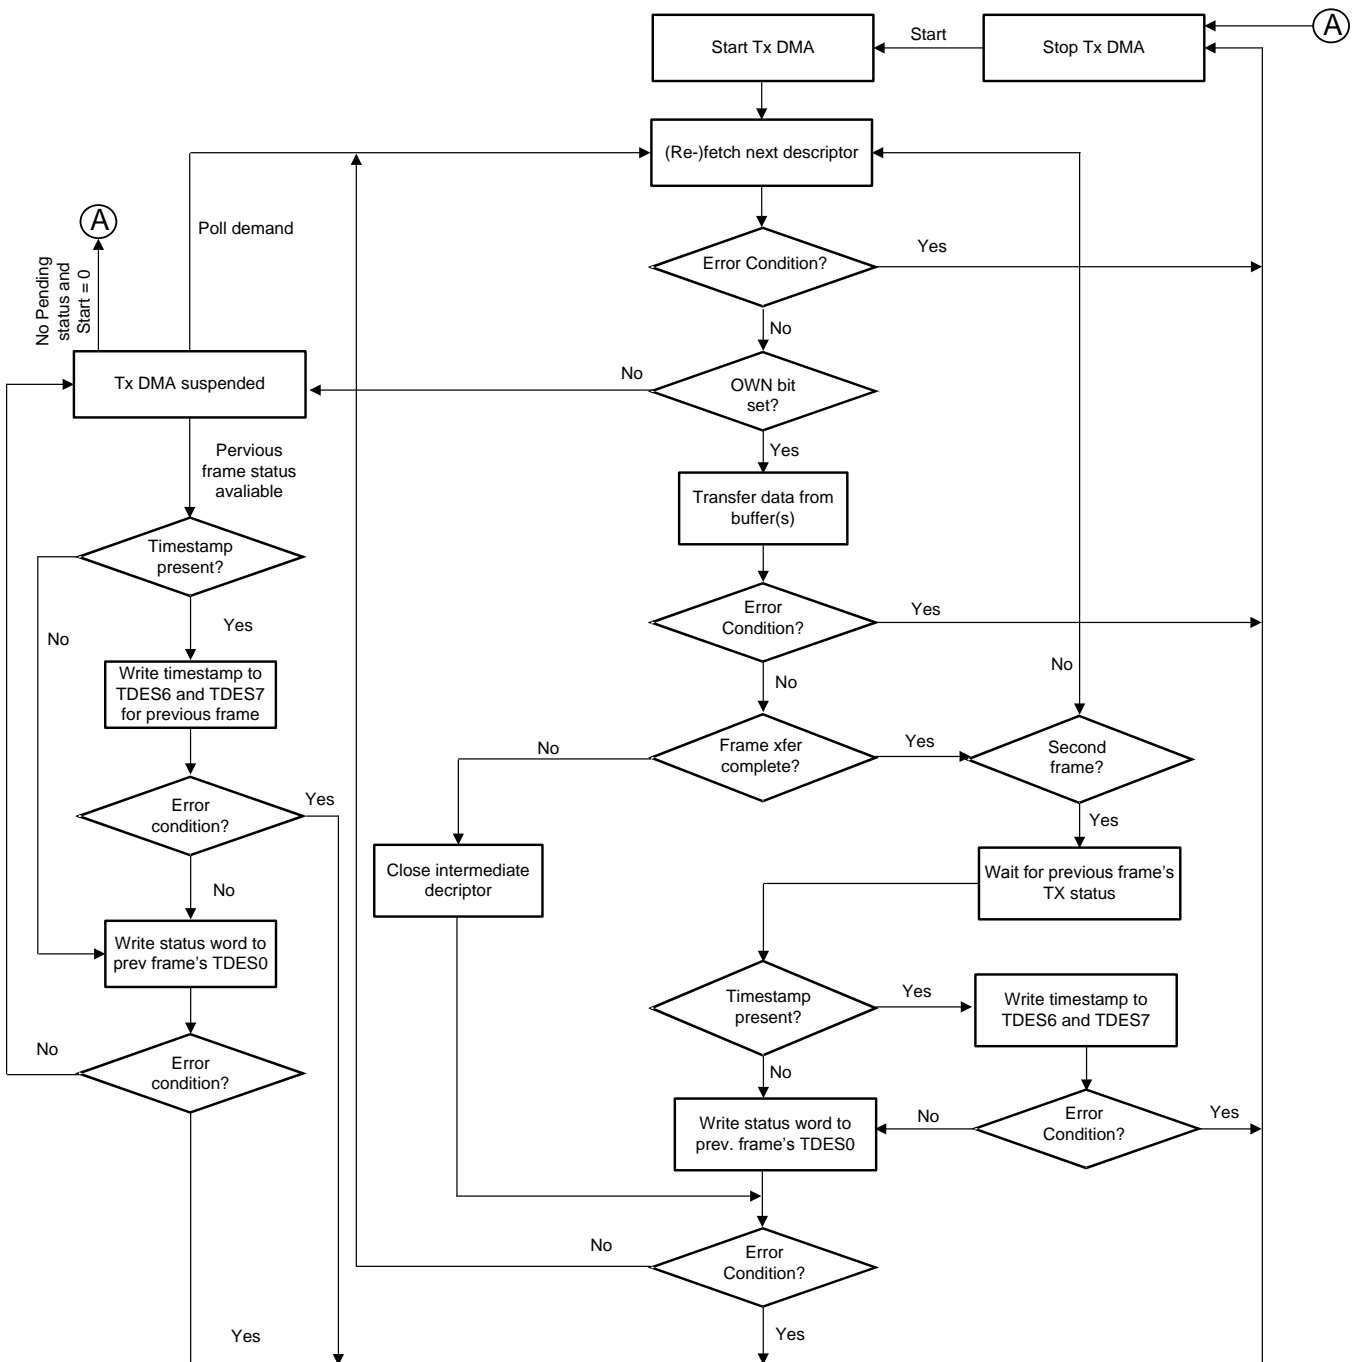 Start Tx DMA
Start
Stop Tx DMA
A
(Re-)fetch next descriptor
A
Poll demand
No Pending
status and
Start = 0
Error Condition?
Yes
No
Tx DMA suspended
No
OWN bit
set?
Yes
Pervious
frame status
avaliable
Transfer data from
buffer(s)
Timestamp
present?
No
Yes
Error
Condition?
Yes
No
No
Write timestamp to
TDES6 and TDES7
for previous frame
No
Frame xfer
complete?
Yes
Second
frame?
Yes
Error
condition?
Yes
No
Close intermediate
decriptor
Wait for previous frame's
TX status
Write status word to
prev frame's TDES0
Timestamp
present?
Yes
Write timestamp to
TDES6 and TDES7
No
No
Error
condition?
Write status word to
prev. frame's TDES0
No
Error
Condition?
Yes
No
Error
Condition?
Yes
Yes